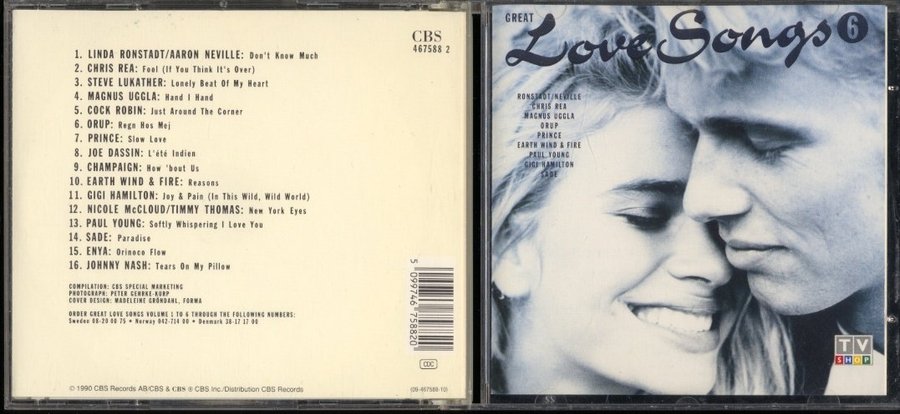 CBS
467588 2
1. LINDA RONSTADT/AARON NEVILLE: Don't Know Much
2. CHRIS REA: Fool (If You Think It's Over)
3. STEVE LUKATHER: Lonely Beat Of My Heart
4. MAGNUS UGGLA: Hand I Hand
5. COCK ROBIN: Just Around The Corner
6. ORUP: Regn Hos Mej
7. PRINCE: Slow Love
8. JOE DASSIN: L'été Indien
9. CHAMPAIGN: How 'bout Us
10. EARTH WIND & FIRE: Reasons
11. GIGI HAMILTON: Joy & Pain (In This Wild, Wild World)
12. NICOLE McCLOUD/TIMMY THOMAS: New York Eyes
13. PAUL YOUNG: Softly Whispering I Love You
14. SADE: Paradise
15. ENYA: Orinoco Flow
16. JOHNNY NASH: Tears On My Pillow
COMPILATION: CBS SPECIAL MARKETING
PHOTOGRAPH: PETER GEHRKE-KORP
COVER DESIGN: MADELEINE GRÖNDAHL, FORMA
ORDER GREAT LOVE SONGS VOLUME 1 TO 6 THROUGH THE FOLLOWING NUMBERS:
Sweden 08-20 00 75 • Norway 042-714 00 • Denmark 38-17 17 00
5 099746 758820
CDC
© 1990 CBS Records AB/CBS & CBS ® CBS Inc./Distribution CBS Records
(09-467588-10)
GREAT
Love Songs 6
RONSTADT/NEVILLE
CHRIS REA
MAGNUS UGGLA
ORUP
PRINCE
EARTH WIND & FIRE
PAUL YOUNG
GIGI HAMILTON
SADE
TV
SHOP